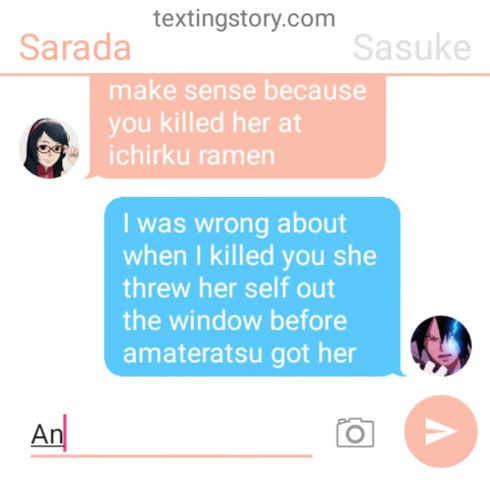 textingstory.com
Sarada Sasuke
make sense because
you killed her at
ichirku ramen
I was wrong about
when I killed you she
threw her self out
the window before
amateratsu got her
An